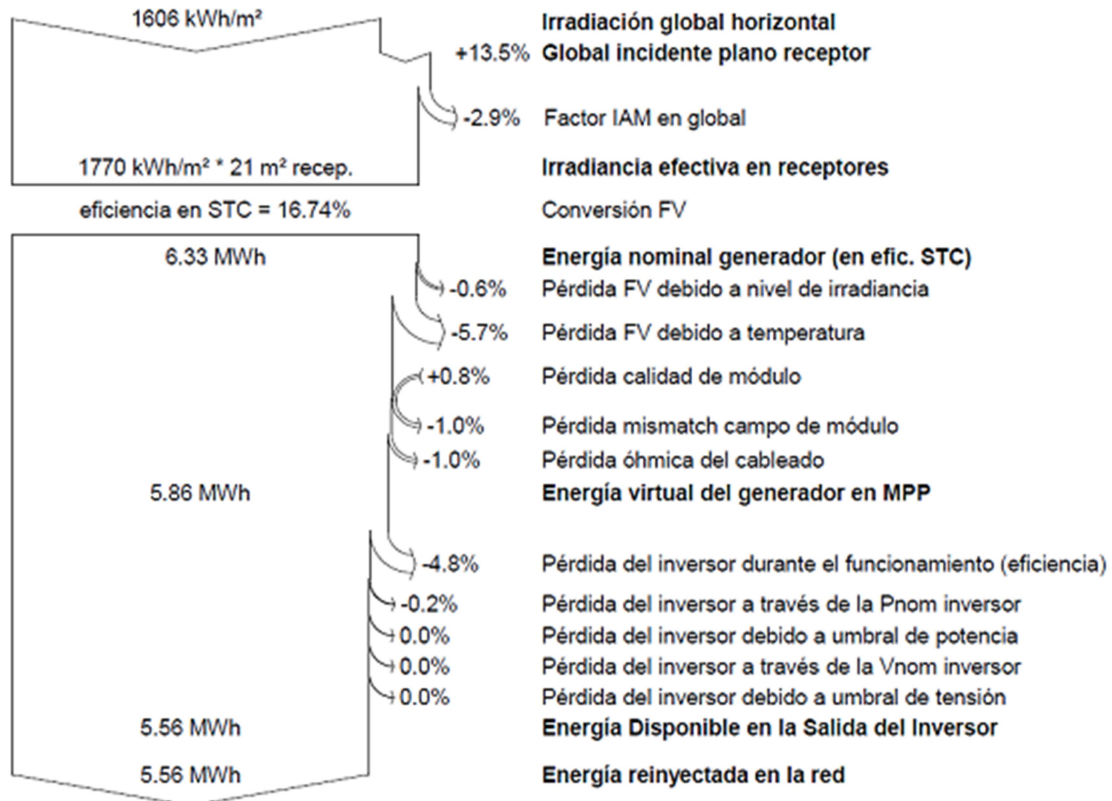 1606 kWh/m² Irradiación global horizontal
+13.5% Global incidente plano receptor
-2.9% Factor IAM en global
1770 kWh/m² * 21 m² recep. Irradiancia efectiva en receptores
eficiencia en STC = 16.74% Conversión FV
6.33 MWh Energía nominal generador (en efic. STC)
-0.6% Pérdida FV debido a nivel de irradiancia
-5.7% Pérdida FV debido a temperatura
+0.8% Pérdida calidad de módulo
-1.0% Pérdida mismatch campo de módulo
-1.0% Pérdida óhmica del cableado
5.86 MWh Energía virtual del generador en MPP
-4.8% Pérdida del inversor durante el funcionamiento (eficiencia)
-0.2% Pérdida del inversor a través de la Pnom inversor
0.0% Pérdida del inversor debido a umbral de potencia
0.0% Pérdida del inversor a través de la Vnom inversor
0.0% Pérdida del inversor debido a umbral de tensión
5.56 MWh Energía Disponible en la Salida del Inversor
5.56 MWh Energía reinyectada en la red